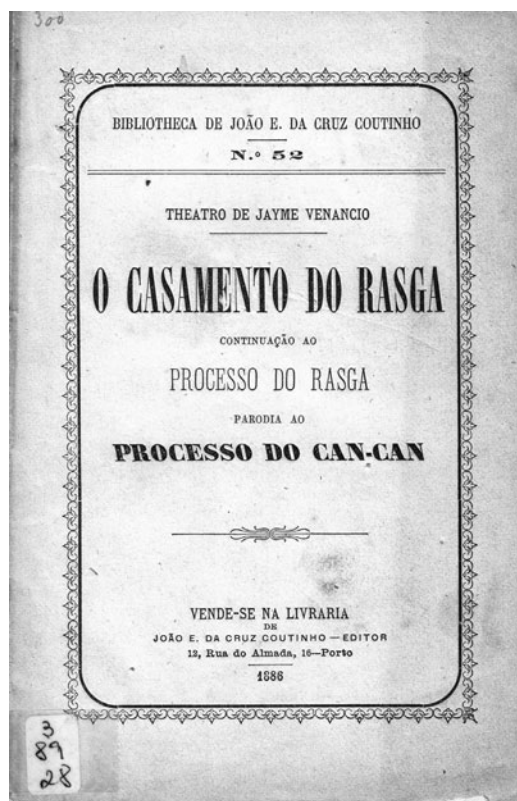 300
BIBLIOTHECA DE JOÃO E. DA CRUZ COUTINHO
N.º 52
THEATRO DE JAYME VENANCIO
O CASAMENTO DO RASGA
CONTINUAÇÃO AO
PROCESSO DO RASGA
PARODIA AO
PROCESSO DO CAN-CAN
VENDE-SE NA LIVRARIA
DE
JOÃO E. DA CRUZ COUTINHO — EDITOR
12, Rua do Almada, 16—Porto
1886
3
89
28